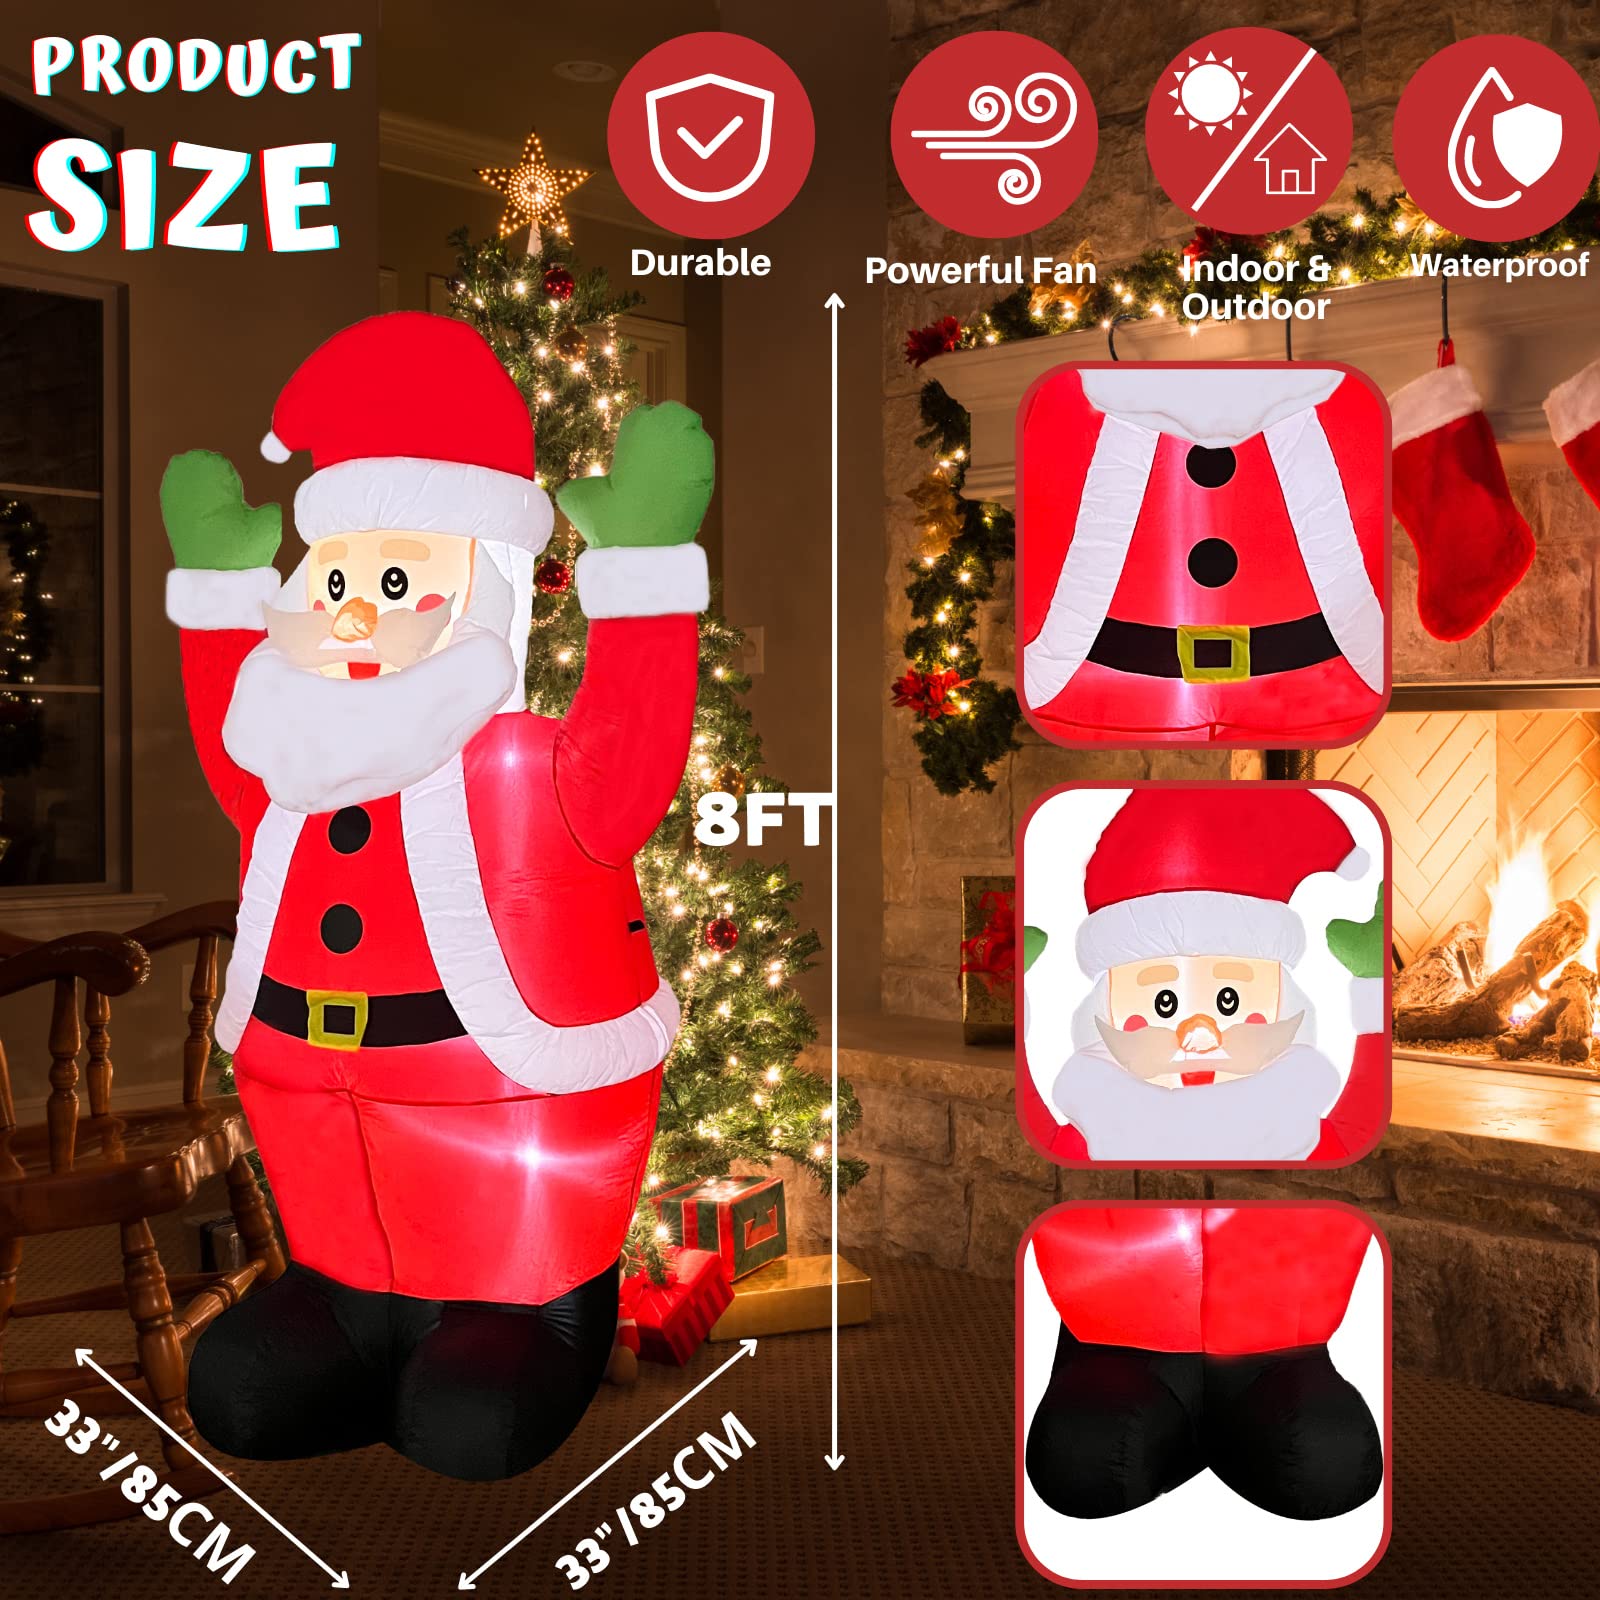 PRODUCT
SIZE
Durable
Powerful Fan
Indoor &
Outdoor
Waterproof
8FT
33"/85CM
33"/85CM